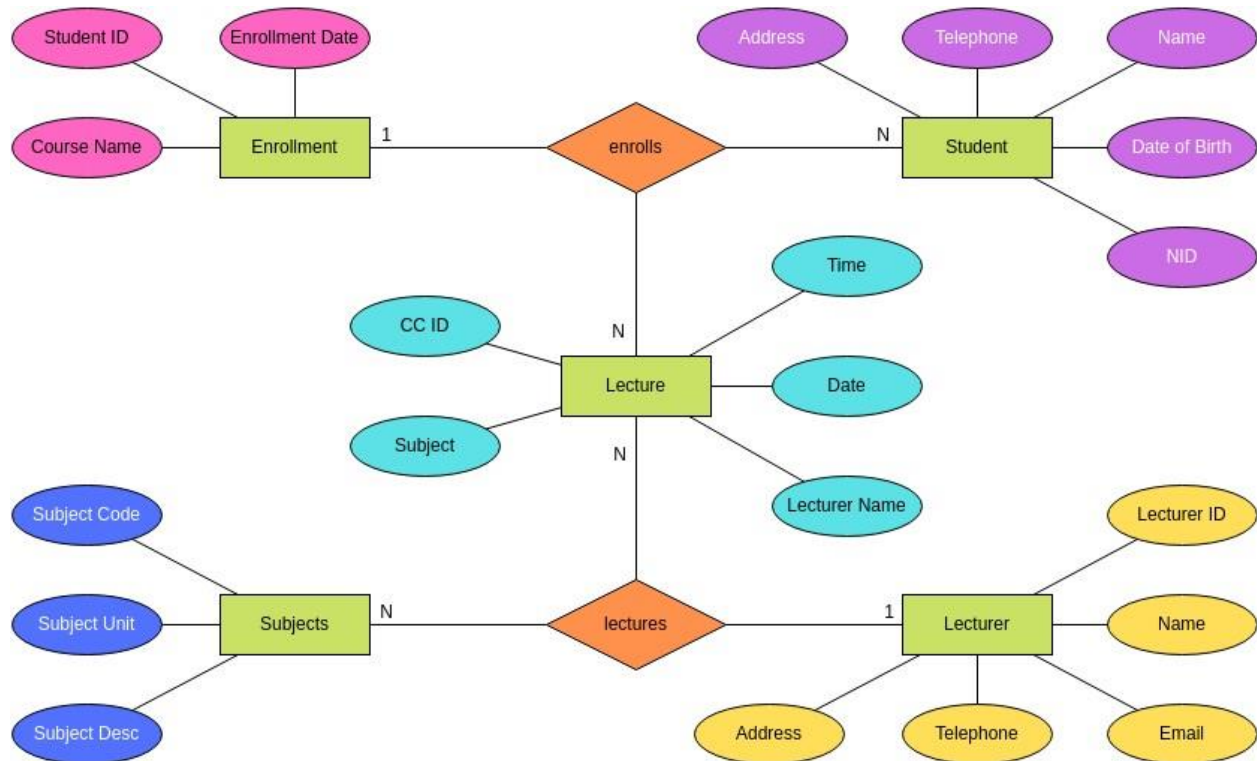 Student ID
Enrollment Date
Address
Telephone
Name
Course Name
Enrollment
1
enrolls
N
Student
Date of Birth
NID
Time
CC ID
N
Lecture
Date
Subject
N
Lecturer Name
Subject Code
Lecturer ID
Subject Unit
Subjects
N
lectures
1
Lecturer
Name
Subject Desc
Address
Telephone
Email